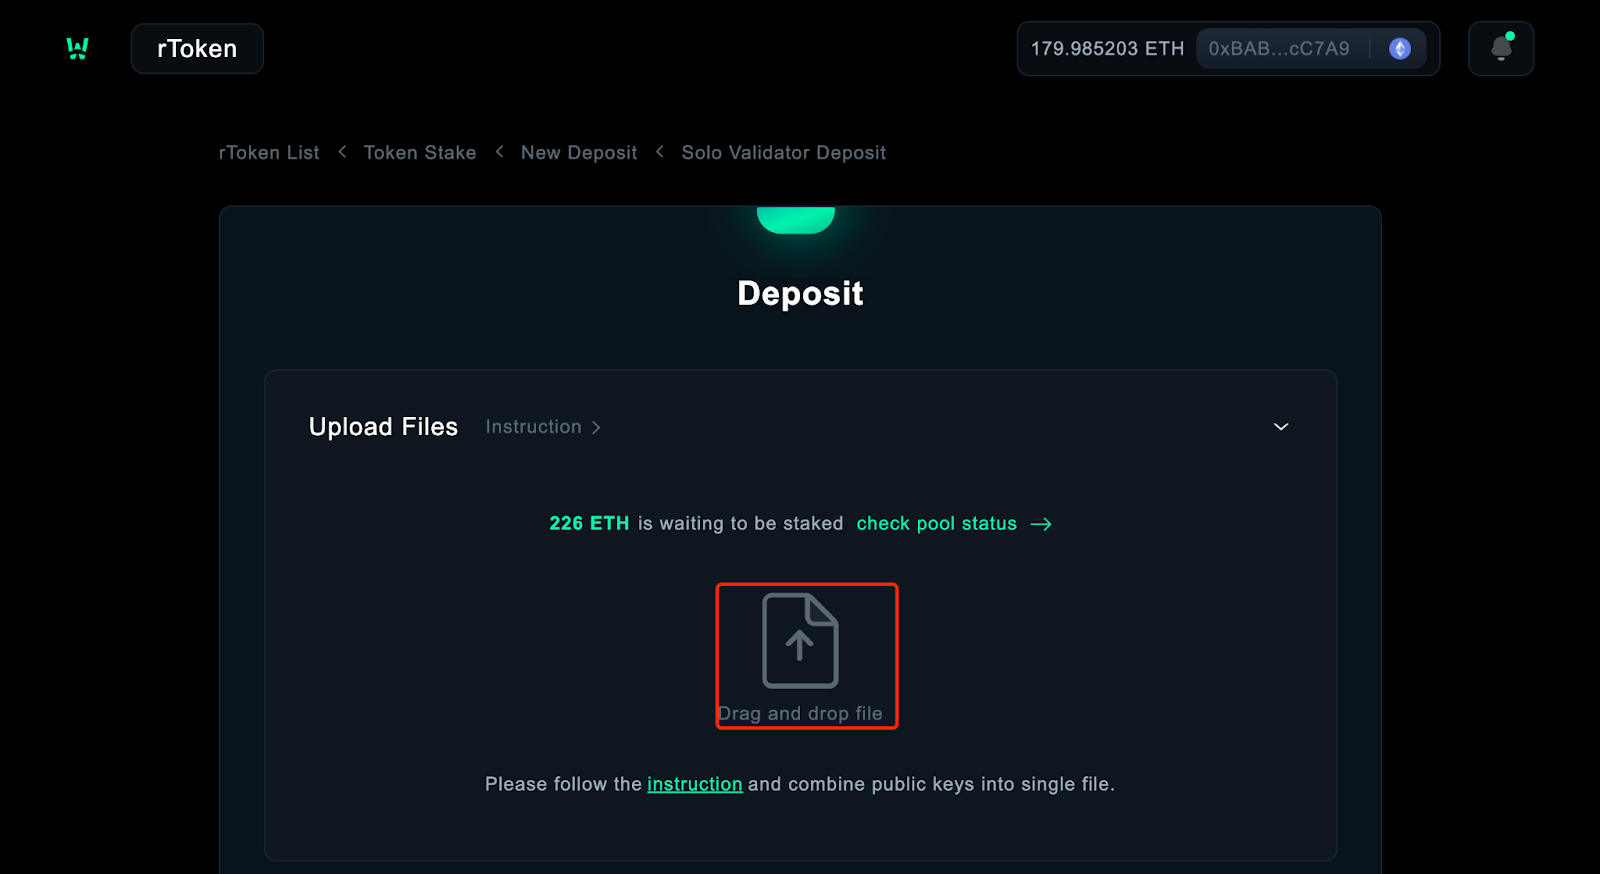 rToken
179.985203 ETH 0xBAB...cC7A9
rToken List < Token Stake < New Deposit < Solo Validator Deposit
Deposit
Upload Files Instruction >
226 ETH is waiting to be staked check pool status →
Drag and drop file
Please follow the instruction and combine public keys into single file.